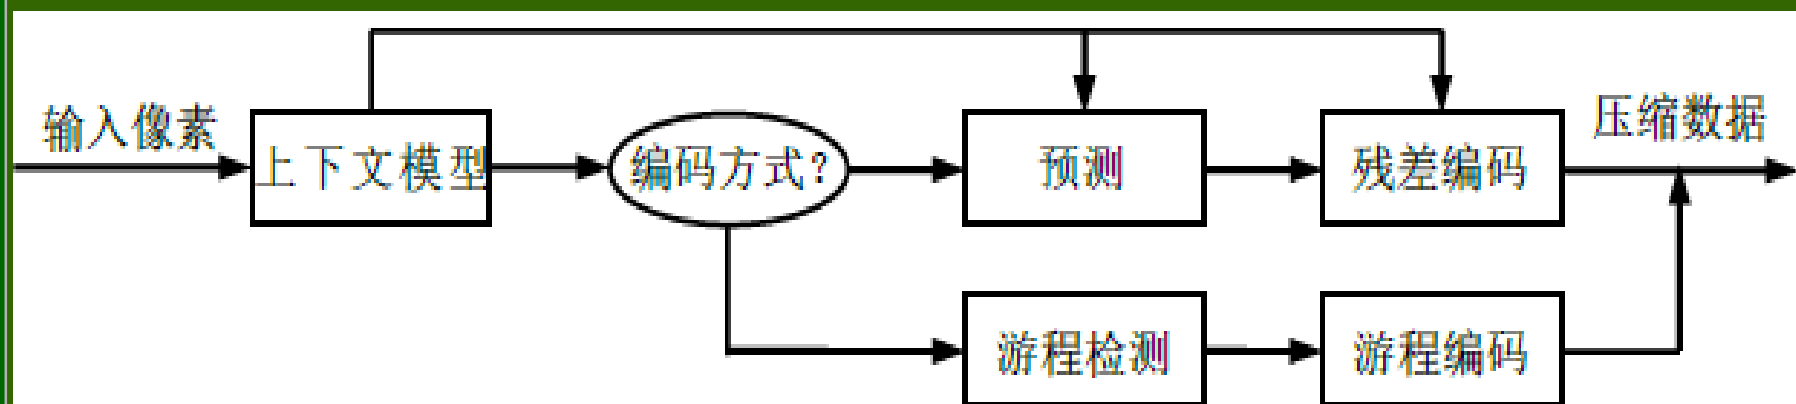 输入像素
上下文模型
编码方式?
预测
残差编码
压缩数据
游程检测
游程编码